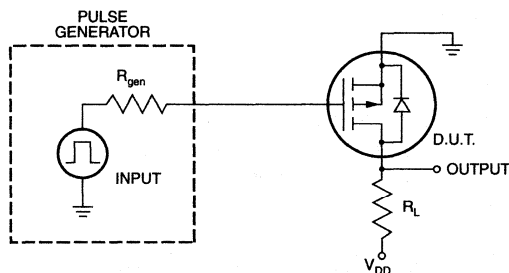 PULSE
GENERATOR
R_gen
INPUT
D.U.T.
OUTPUT
R_L
V_DD